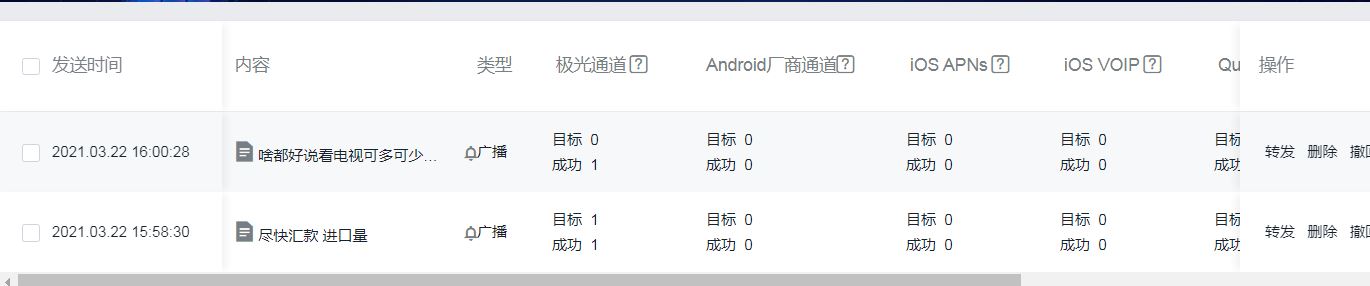 发送时间 内容 类型 极光通道 ? Android厂商通道 ? iOS APNs ? iOS VOIP ? Qu 操作
2021.03.22 16:00:28 啥都好说看电视可多可少... 广播 目标 0 目标 0 目标 0 目标 0 目标 转发 删除 撤回
成功 1 成功 0 成功 0 成功 0 成功
2021.03.22 15:58:30 尽快汇款 进口量 广播 目标 1 目标 0 目标 0 目标 0 目标 转发 删除 撤回
成功 1 成功 0 成功 0 成功 0 成功